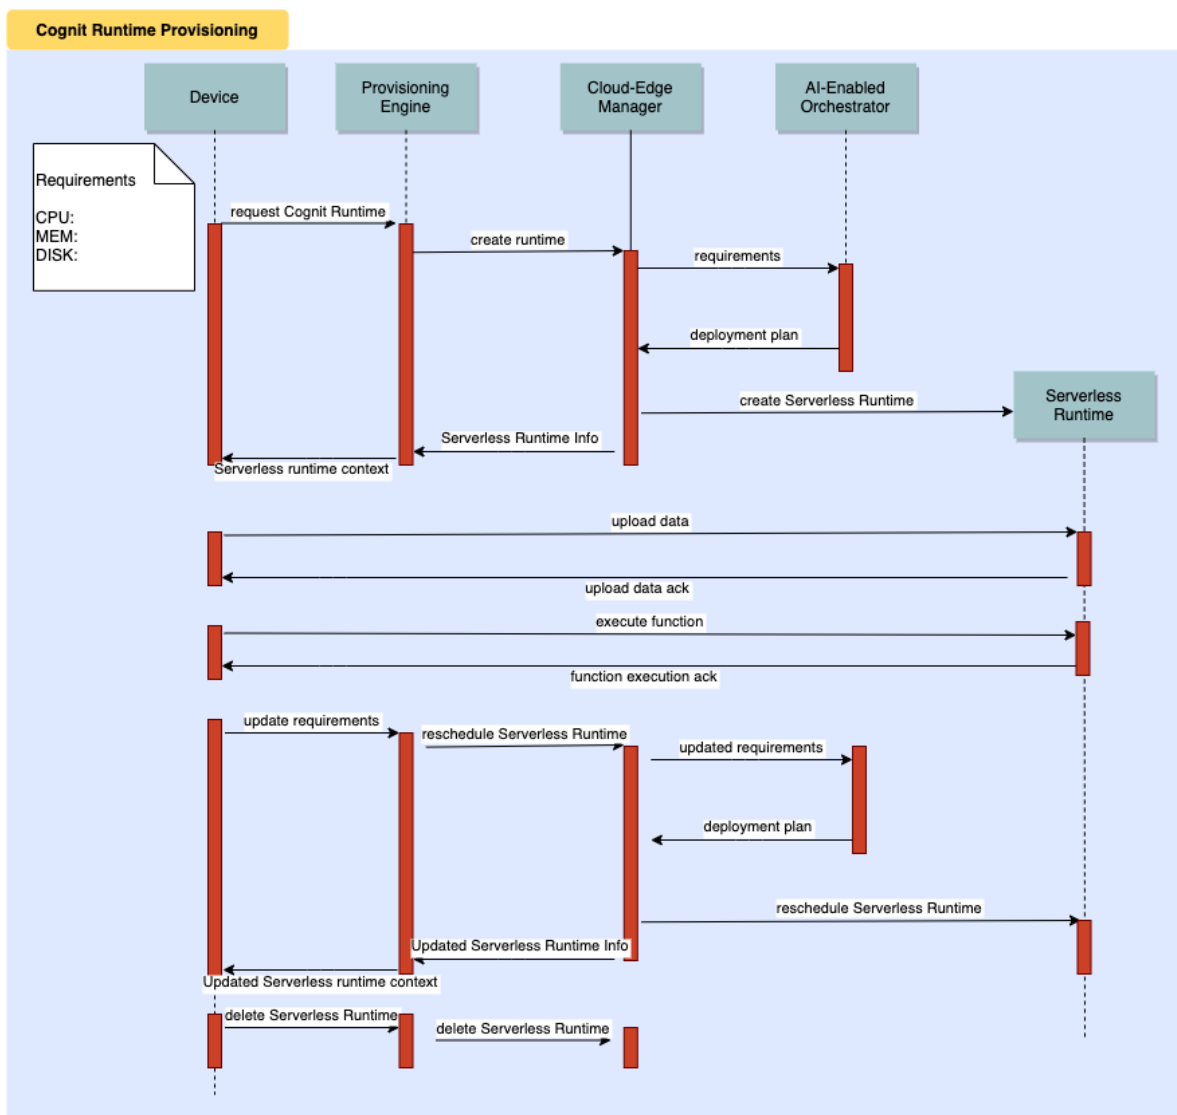 Cognit Runtime Provisioning
Device
Provisioning
Engine
Cloud-Edge
Manager
AI-Enabled
Orchestrator
Requirements
CPU:
MEM:
DISK:
request Cognit Runtime
create runtime
requirements
deployment plan
create Serverless Runtime
Serverless
Runtime
Serverless Runtime Info
Serverless runtime context
upload data
upload data ack
execute function
function execution ack
update requirements
reschedule Serverless Runtime
updated requirements
deployment plan
reschedule Serverless Runtime
Updated Serverless Runtime Info
Updated Serverless runtime context
delete Serverless Runtime
delete Serverless Runtime